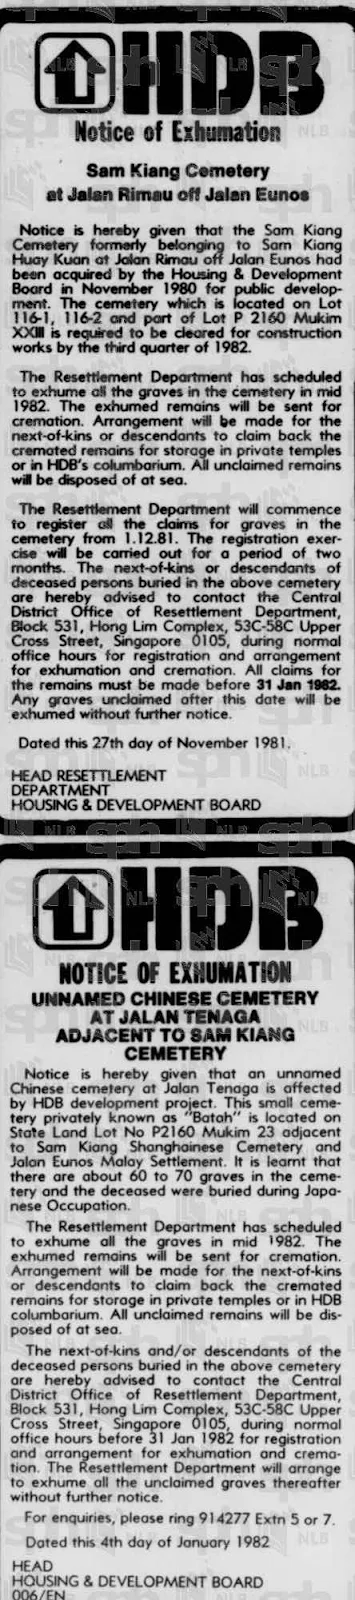 HDB
Notice of Exhumation
Sam Kiang Cemetery
at Jalan Rimau off Jalan Eunos
Notice is hereby given that the Sam Kiang
Cemetery formerly belonging to Sam Kiang
Huay Kuan at Jalan Rimau off Jalan Eunos had
been acquired by the Housing & Development
Board in November 1980 for public develop-
ment. The cemetery which is located on Lot
116-1, 116-2 and part of Lot P 2160 Mukim
XXIII is required to be cleared for construction
works by the third quarter of 1982.
The Resettlement Department has scheduled
to exhume all the graves in the cemetery in mid
1982. The exhumed remains will be sent for
cremation. Arrangement will be made for the
next-of-kins or descendants to claim back the
cremated remains for storage in private temples
or in HDB's columbarium. All unclaimed remains
will be disposed of at sea.
The Resettlement Department will commence
to register all the claims for graves in the
cemetery from 1.12.81. The registration exer-
cise will be carried out for a period of two
months. The next-of-kins or descendants of
deceased persons buried in the above cemetery
are hereby advised to contact the Central
District Office of Resettlement Department,
Block 531, Hong Lim Complex, 53C-58C Upper
Cross Street, Singapore 0105, during normal
office hours for registration and arrangement
for exhumation and cremation. All claims for
the remains must be made before 31 Jan 1982.
Any graves unclaimed after this date will be
exhumed without further notice.
Dated this 27th day of November 1981.
HEAD RESETTLEMENT
DEPARTMENT
HOUSING & DEVELOPMENT BOARD
HDB
NOTICE OF EXHUMATION
UNNAMED CHINESE CEMETERY
AT JALAN TENAGA
ADJACENT TO SAM KIANG
CEMETERY
Notice is hereby given that an unnamed
Chinese cemetery at Jalan Tenaga is affected
by HDB development project. This small ceme-
tery privately known as "Batah" is located on
State Land Lot No P2160 Mukim 23 adjacent
to Sam Kiang Shanghainese Cemetery and
Jalan Eunos Malay Settlement. It is learnt that
there are about 60 to 70 graves in the ceme-
tery and the deceased were buried during Japa-
nese Occupation.
The Resettlement Department has scheduled
to exhume all the graves in mid 1982. The
exhumed remains will be sent for cremation.
Arrangement will be made for the next-of-kins
or descendants to claim back the cremated
remains for storage in private temples or in HDB
columbarium. All unclaimed remains will be dis-
posed of at sea.
The next-of-kins and/or descendants of the
deceased persons buried in the above cemetery
are hereby advised to contact the Central
District Office of Resettlement Department,
Block 531, Hong Lim Complex, 53C-58C Upper
Cross Street, Singapore 0105, during normal
office hours before 31 Jan 1982 for registration
and arrangement for exhumation and crema-
tion. The Resettlement Department will arrange
to exhume all the unclaimed graves thereafter
without further notice.
For enquiries, please ring 914277 Extn 5 or 7.
Dated this 4th day of January 1982
HEAD
HOUSING & DEVELOPMENT BOARD
006/EN